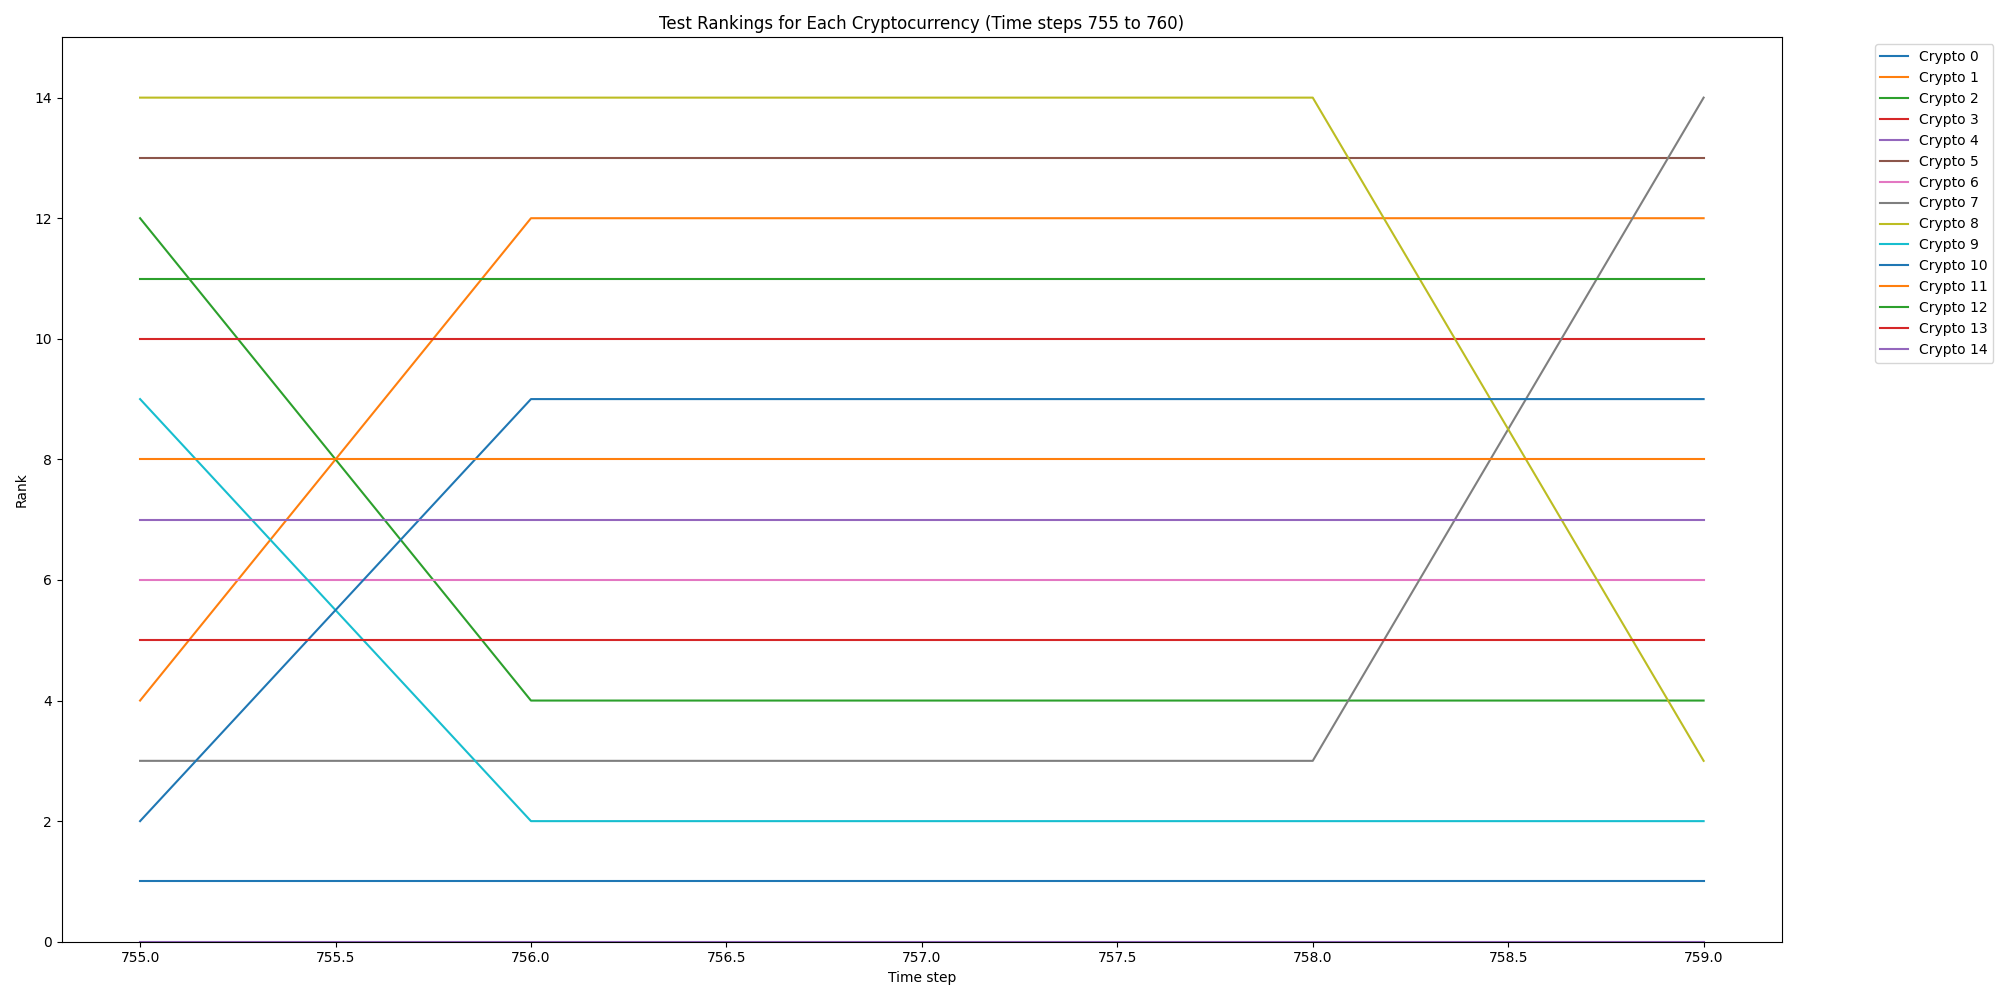 Test Rankings for Each Cryptocurrency (Time steps 755 to 760)
14
12
10
8
6
4
2
0
Rank
755.0 755.5 756.0 756.5 757.0 757.5 758.0 758.5 759.0
Time step
Crypto 0
Crypto 1
Crypto 2
Crypto 3
Crypto 4
Crypto 5
Crypto 6
Crypto 7
Crypto 8
Crypto 9
Crypto 10
Crypto 11
Crypto 12
Crypto 13
Crypto 14